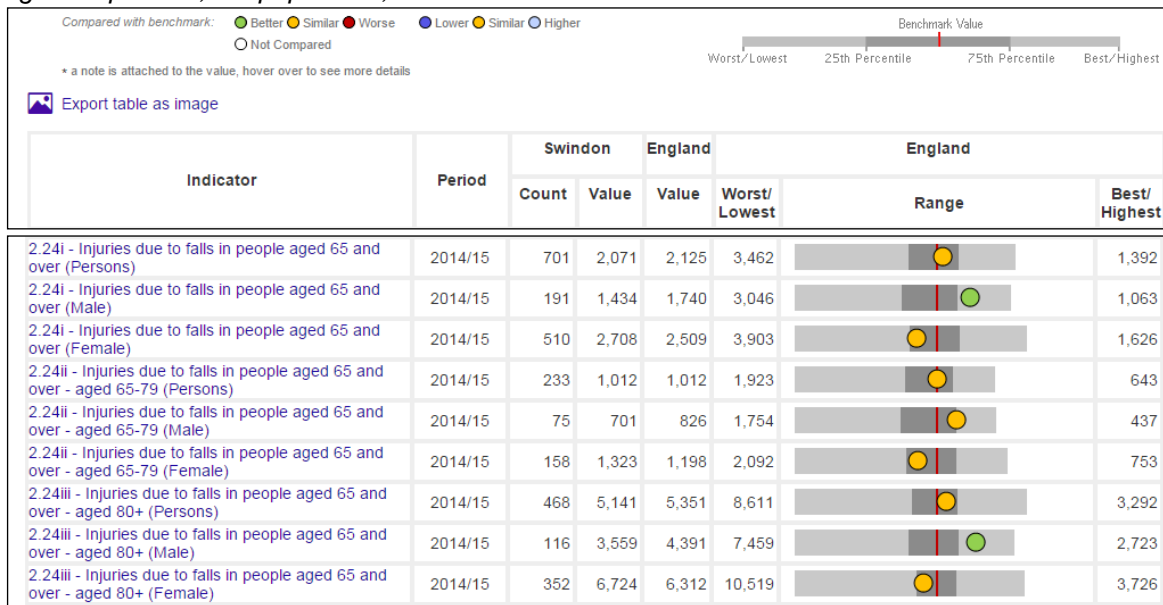 Compared with benchmark: Better Similar Worse Lower Similar Higher
Not Compared
* a note is attached to the value, hover over to see more details
Benchmark Value
Worst/Lowest 25th Percentile 75th Percentile Best/Highest
Export table as image
Indicator Period Swindon England England
Count Value Value Worst/ Lowest Range Best/ Highest
2.24i - Injuries due to falls in people aged 65 and
over (Persons) 2014/15 701 2,071 2,125 3,462 1,392
2.24i - Injuries due to falls in people aged 65 and
over (Male) 2014/15 191 1,434 1,740 3,046 1,063
2.24i - Injuries due to falls in people aged 65 and
over (Female) 2014/15 510 2,708 2,509 3,903 1,626
2.24ii - Injuries due to falls in people aged 65 and
over - aged 65-79 (Persons) 2014/15 233 1,012 1,012 1,923 643
2.24ii - Injuries due to falls in people aged 65 and
over - aged 65-79 (Male) 2014/15 75 701 826 1,754 437
2.24ii - Injuries due to falls in people aged 65 and
over - aged 65-79 (Female) 2014/15 158 1,323 1,198 2,092 753
2.24iii - Injuries due to falls in people aged 65 and
over - aged 80+ (Persons) 2014/15 468 5,141 5,351 8,611 3,292
2.24iii - Injuries due to falls in people aged 65 and
over - aged 80+ (Male) 2014/15 116 3,559 4,391 7,459 2,723
2.24iii - Injuries due to falls in people aged 65 and
over - aged 80+ (Female) 2014/15 352 6,724 6,312 10,519 3,726